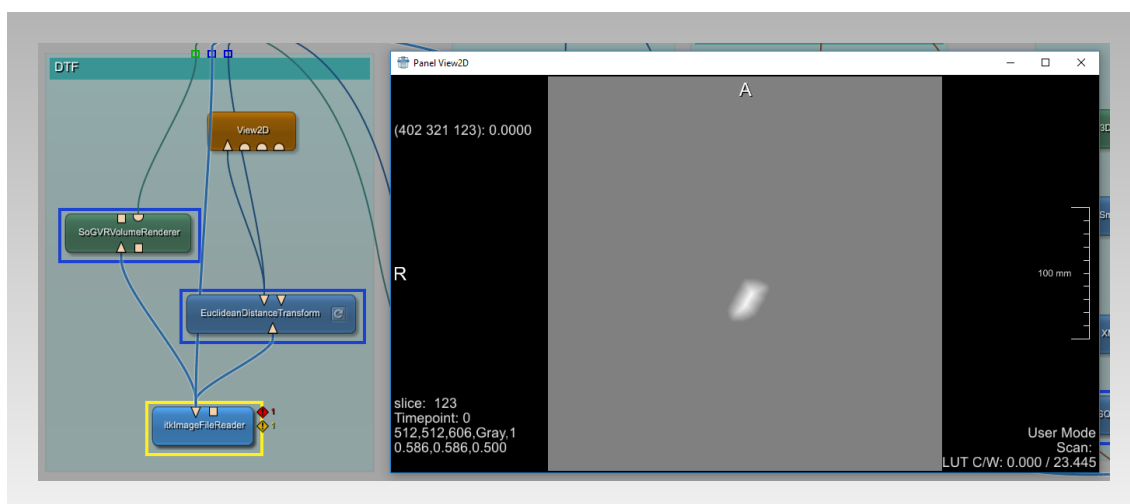 DTF
View2D
SoGVRVolumeRenderer
EuclideanDistanceTransform
itkImageFileReader
1
1
Panel View2D
A
(402 321 123): 0.0000
R
100 mm
slice: 123
Timepoint: 0
512,512,606,Gray,1
0.586,0.586,0.500
User Mode
Scan:
LUT C/W: 0.000 / 23.445
3D
Sm